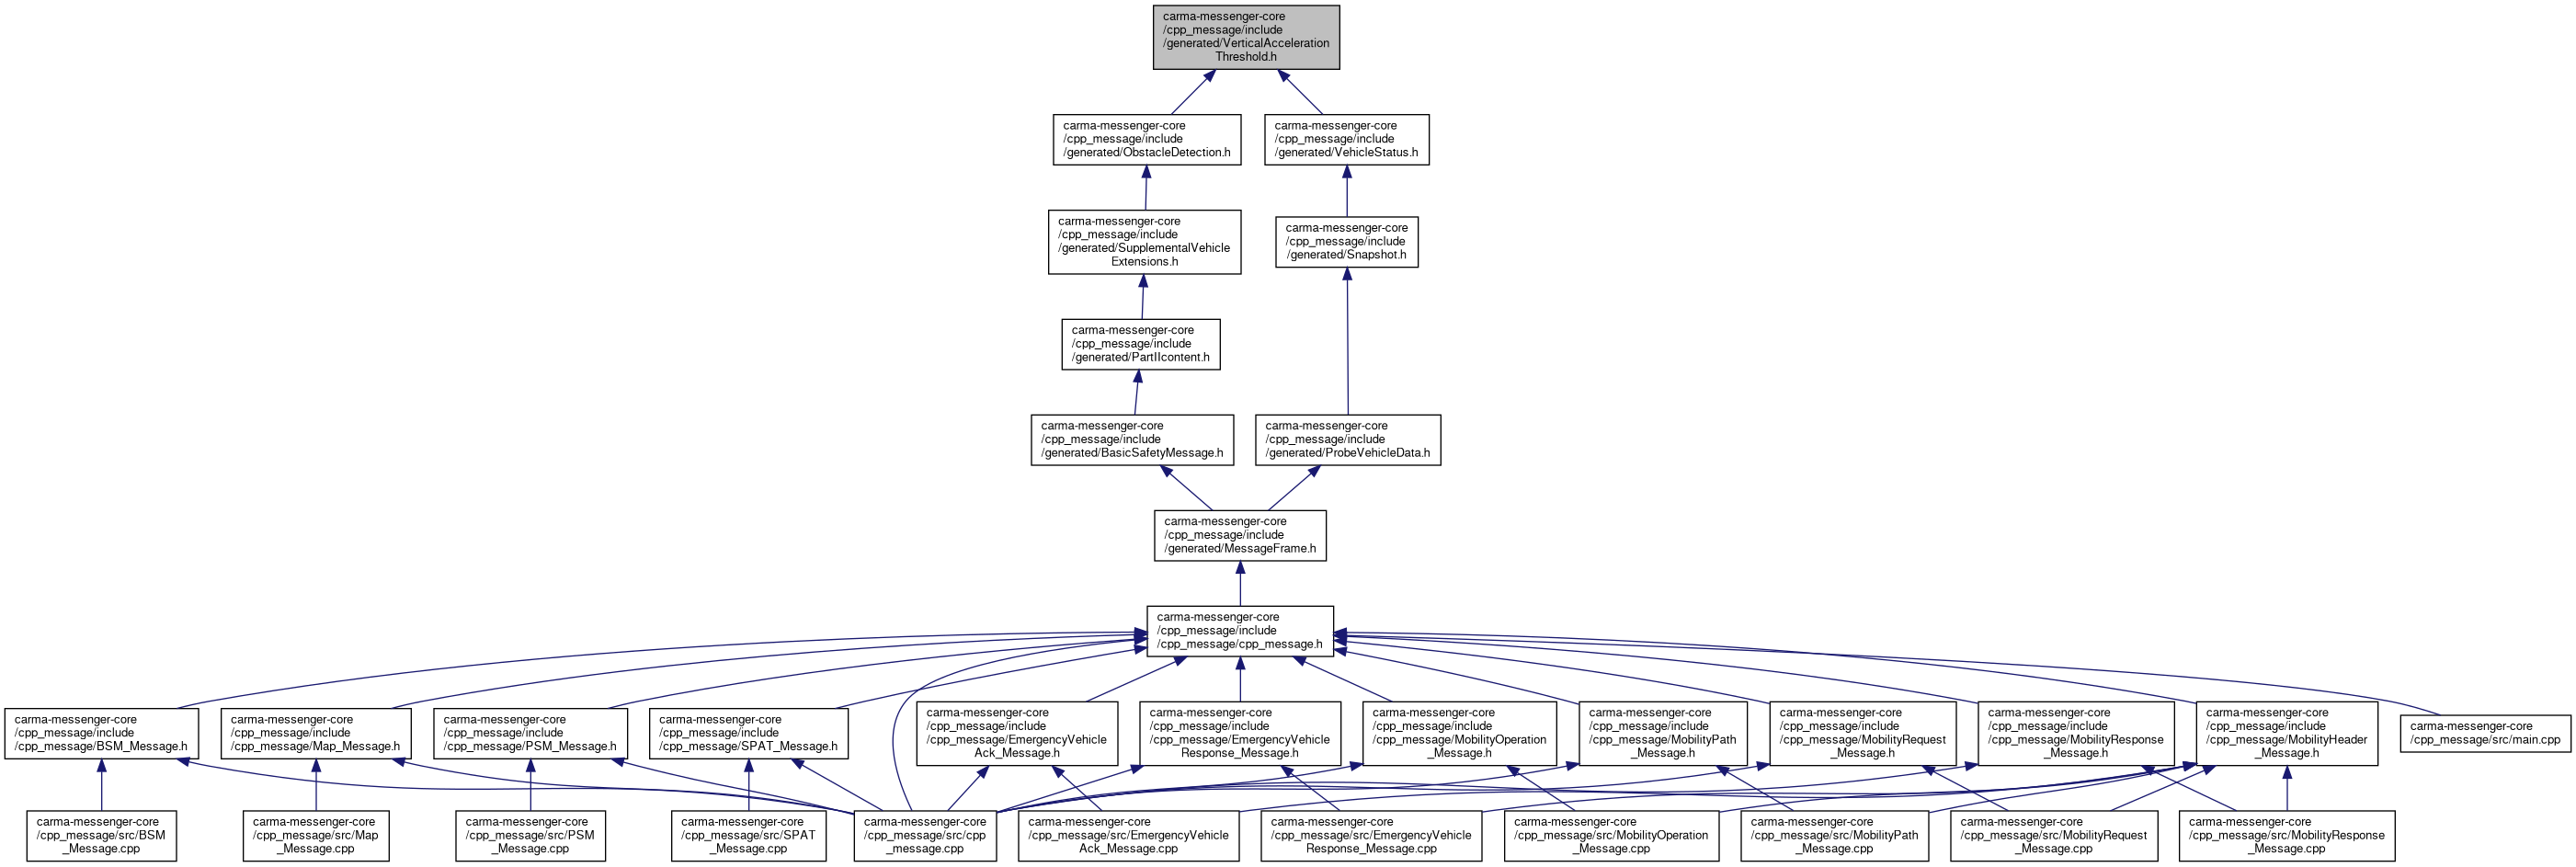 carma-messenger-core
/cpp_message/include
/generated/VerticalAcceleration
Threshold.h
carma-messenger-core
/cpp_message/include
/generated/ObstacleDetection.h
carma-messenger-core
/cpp_message/include
/generated/VehicleStatus.h
carma-messenger-core
/cpp_message/include
/generated/SupplementalVehicle
Extensions.h
carma-messenger-core
/cpp_message/include
/generated/Snapshot.h
carma-messenger-core
/cpp_message/include
/generated/PartIIcontent.h
carma-messenger-core
/cpp_message/include
/generated/BasicSafetyMessage.h
carma-messenger-core
/cpp_message/include
/generated/ProbeVehicleData.h
carma-messenger-core
/cpp_message/include
/generated/MessageFrame.h
carma-messenger-core
/cpp_message/include
/cpp_message/cpp_message.h
carma-messenger-core
/cpp_message/include
/cpp_message/BSM_Message.h
carma-messenger-core
/cpp_message/include
/cpp_message/Map_Message.h
carma-messenger-core
/cpp_message/include
/cpp_message/PSM_Message.h
carma-messenger-core
/cpp_message/include
/cpp_message/SPAT_Message.h
carma-messenger-core
/cpp_message/include
/cpp_message/EmergencyVehicle
Ack_Message.h
carma-messenger-core
/cpp_message/include
/cpp_message/EmergencyVehicle
Response_Message.h
carma-messenger-core
/cpp_message/include
/cpp_message/MobilityOperation
_Message.h
carma-messenger-core
/cpp_message/include
/cpp_message/MobilityPath
_Message.h
carma-messenger-core
/cpp_message/include
/cpp_message/MobilityRequest
_Message.h
carma-messenger-core
/cpp_message/include
/cpp_message/MobilityResponse
_Message.h
carma-messenger-core
/cpp_message/include
/cpp_message/MobilityHeader
_Message.h
carma-messenger-core
/cpp_message/src/main.cpp
carma-messenger-core
/cpp_message/src/BSM
_Message.cpp
carma-messenger-core
/cpp_message/src/Map
_Message.cpp
carma-messenger-core
/cpp_message/src/PSM
_Message.cpp
carma-messenger-core
/cpp_message/src/SPAT
_Message.cpp
carma-messenger-core
/cpp_message/src/cpp
_message.cpp
carma-messenger-core
/cpp_message/src/EmergencyVehicle
Ack_Message.cpp
carma-messenger-core
/cpp_message/src/EmergencyVehicle
Response_Message.cpp
carma-messenger-core
/cpp_message/src/MobilityOperation
_Message.cpp
carma-messenger-core
/cpp_message/src/MobilityPath
_Message.cpp
carma-messenger-core
/cpp_message/src/MobilityRequest
_Message.cpp
carma-messenger-core
/cpp_message/src/MobilityResponse
_Message.cpp